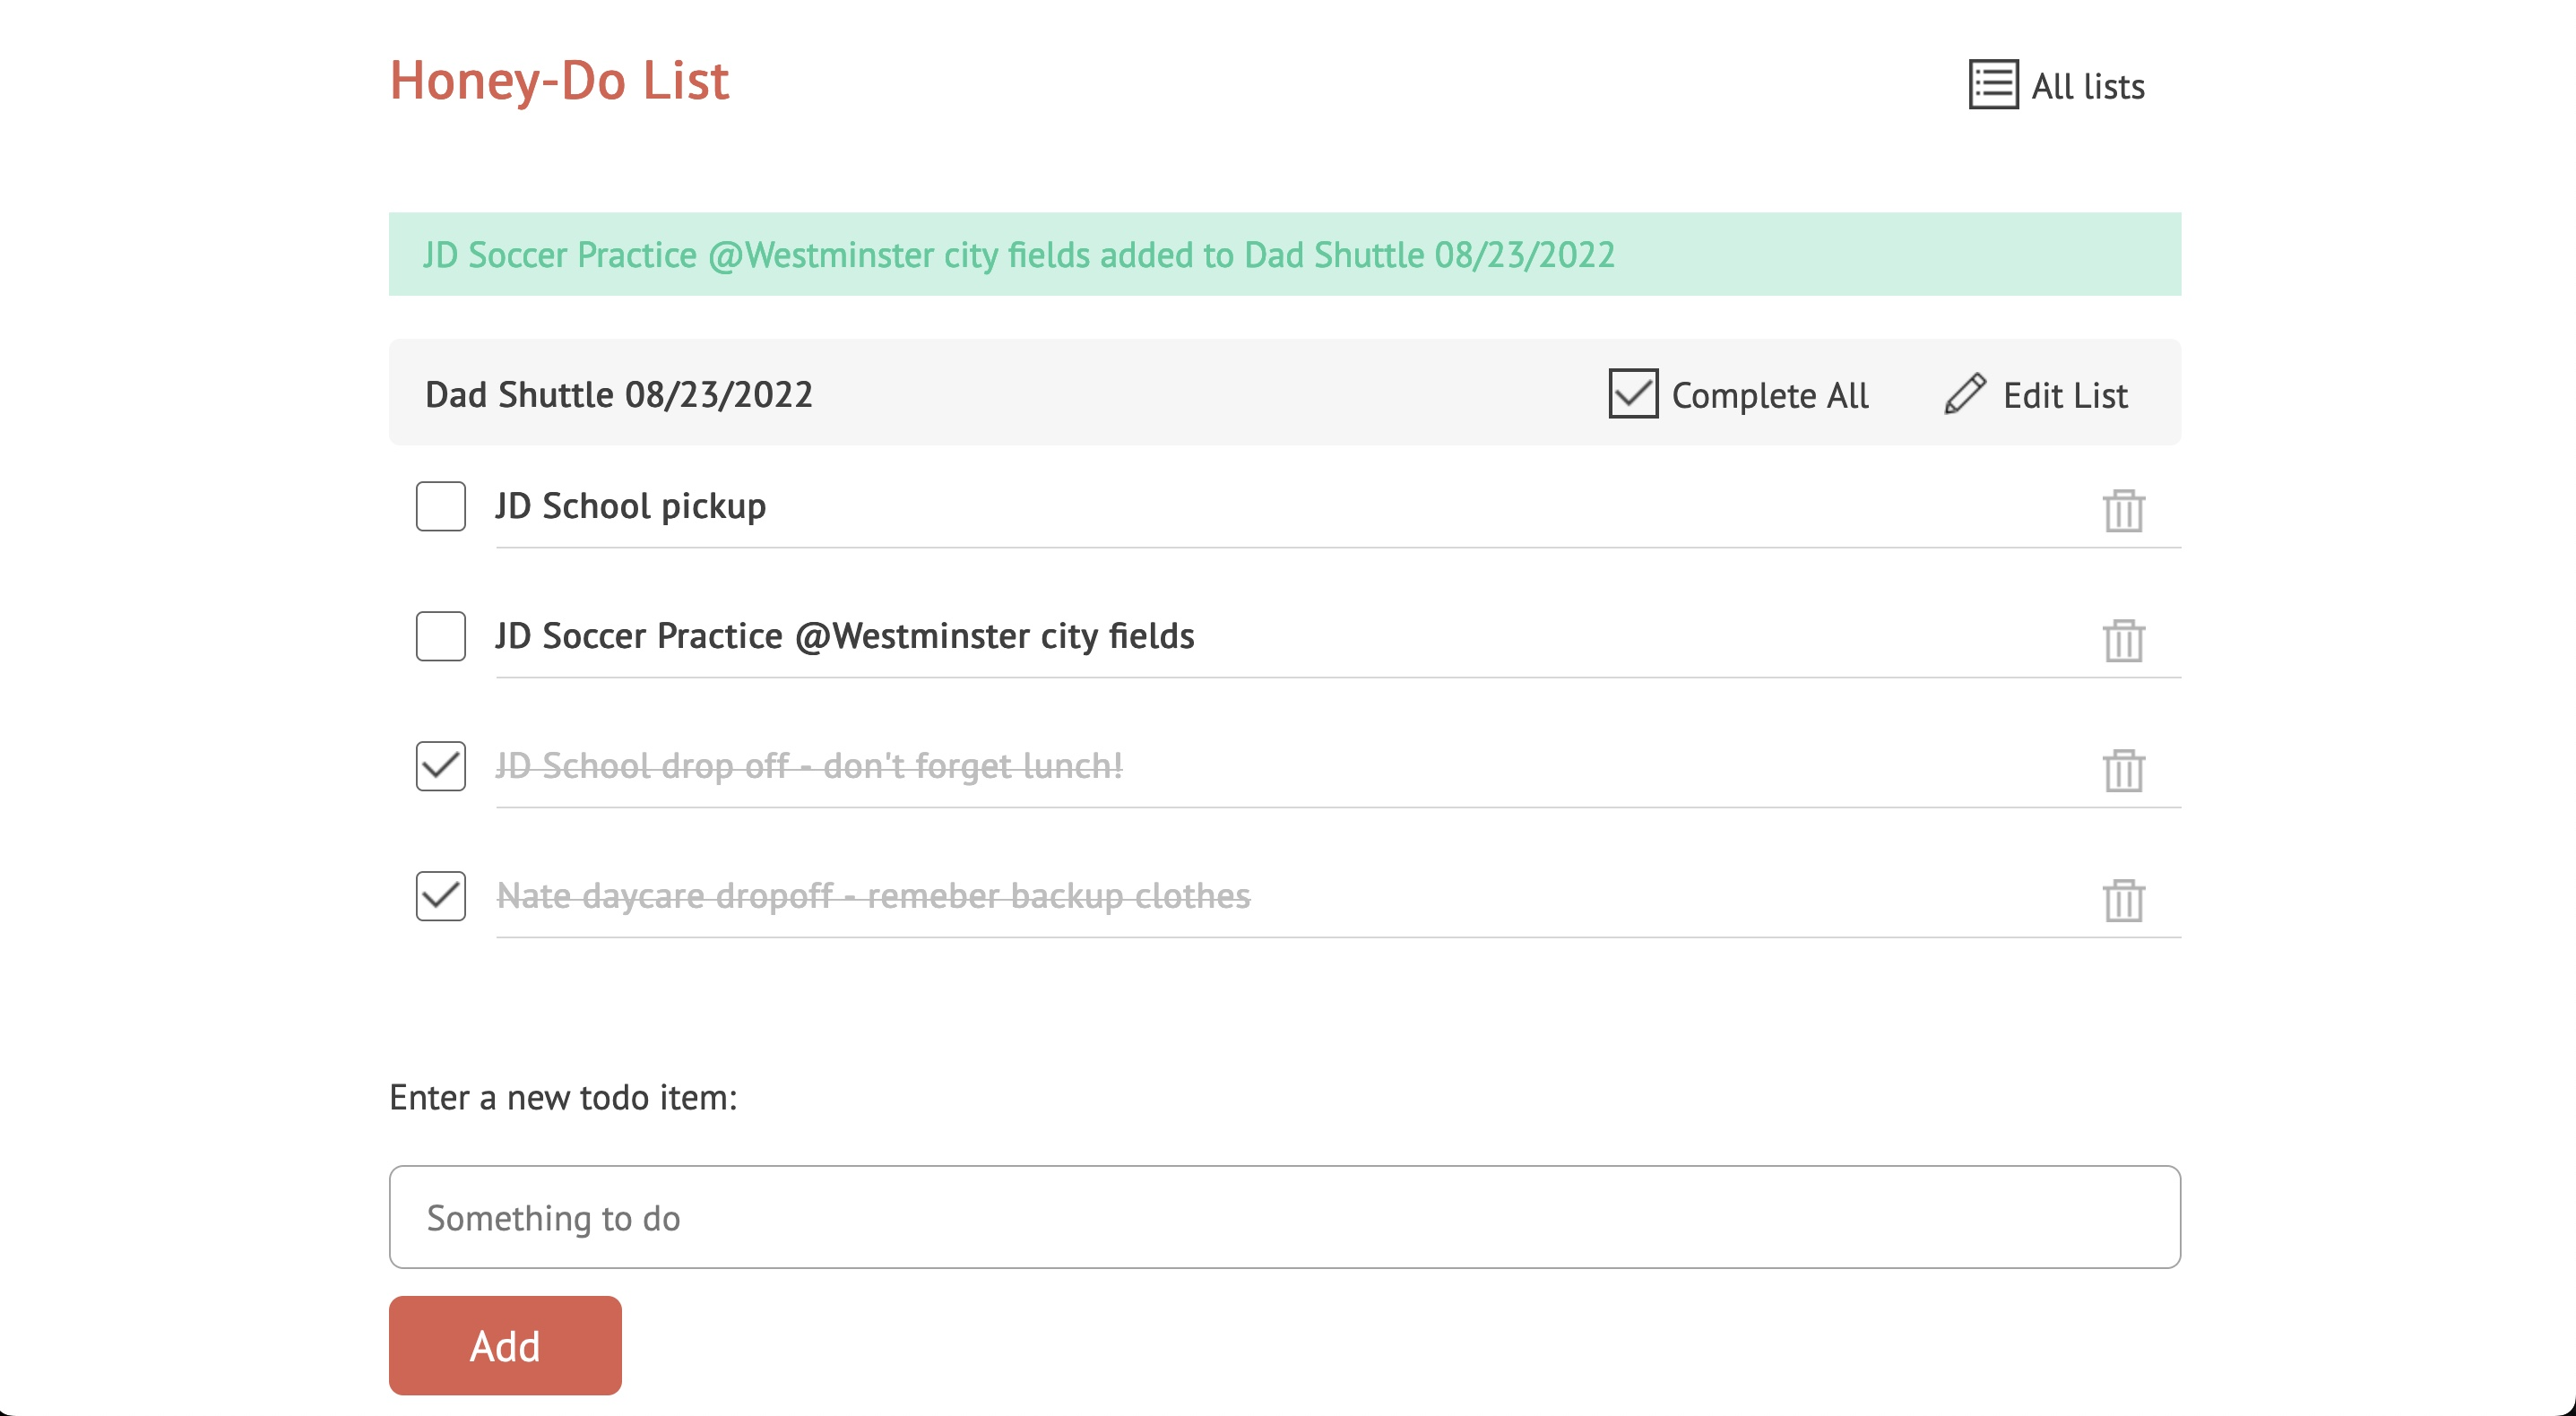 Honey-Do List
All lists
JD Soccer Practice @Westminster city fields added to Dad Shuttle 08/23/2022
Dad Shuttle 08/23/2022
Complete All
Edit List
JD School pickup
JD Soccer Practice @Westminster city fields
JD School drop off - don't forget lunch!
Nate daycare dropoff - remeber backup clothes
Enter a new todo item:
Something to do
Add